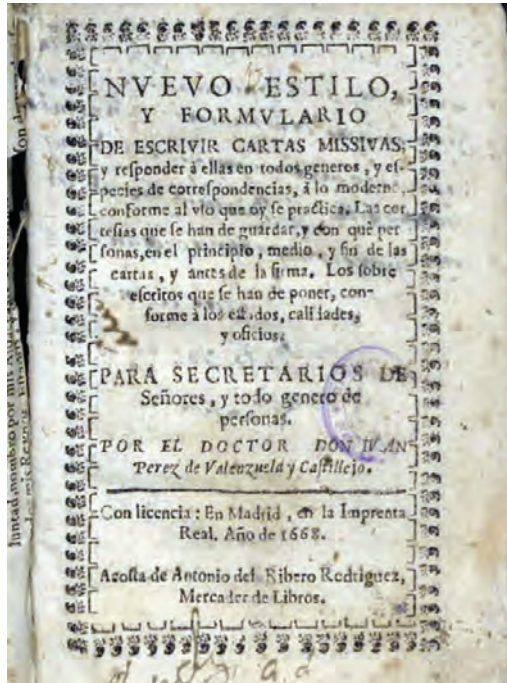 NVEVO ESTILO,
Y FORMVLARIO
DE ESCRIVIR CARTAS MISSIVAS,
y responder à ellas en todos generos, y es-
pecies de correspondencias, à lo moderno,
conforme al vso que oy se practica. Las cor
tesias que se han de guardar, y con què per
sonas, en el principio, medio, y fin de las
cartas, y antes de la firma. Los sobre
escritos que se han de poner, con-
forme à los estados, calidades,
y oficios.
PARA SECRETARIOS DE
Señores, y todo genero de
personas.
POR EL DOCTOR DON IVAN
Perez de Valenzuela y Castillejo.
Con licencia: En Madrid, en la Imprenta
Real. Año de 1668.
Acosta de Antonio del Ribero Rodriguez,
Mercader de Libros.